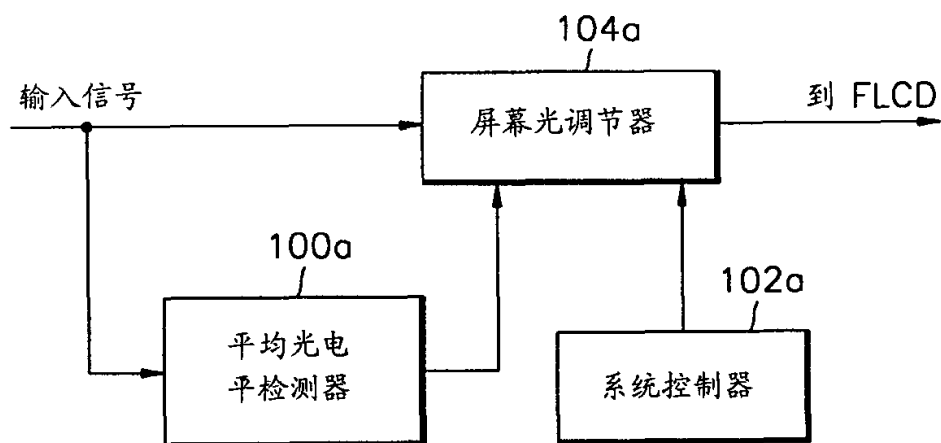 104a
输入信号
屏幕光调节器
到 FLCD
100a
平均光电
平检测器
102a
系统控制器